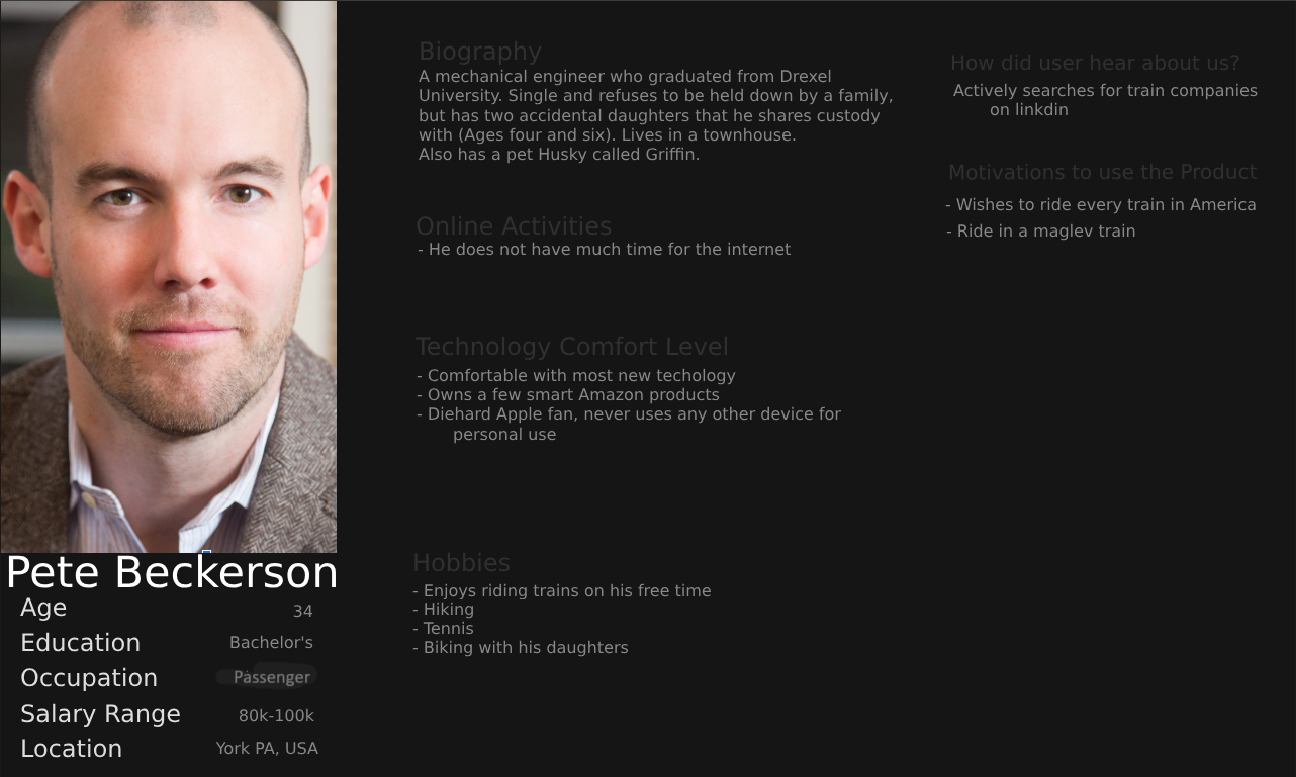 Pete Beckerson
Age 34
Education Bachelor's
Occupation Passenger
Salary Range 80k-100k
Location York PA, USA
Biography
A mechanical engineer who graduated from Drexel
University. Single and refuses to be held down by a family,
but has two accidental daughters that he shares custody
with (Ages four and six). Lives in a townhouse.
Also has a pet Husky called Griffin.
Online Activities
- He does not have much time for the internet
Technology Comfort Level
- Comfortable with most new techology
- Owns a few smart Amazon products
- Diehard Apple fan, never uses any other device for
personal use
Hobbies
- Enjoys riding trains on his free time
- Hiking
- Tennis
- Biking with his daughters
How did user hear about us?
Actively searches for train companies
on linkdin
Motivations to use the Product
- Wishes to ride every train in America
- Ride in a maglev train